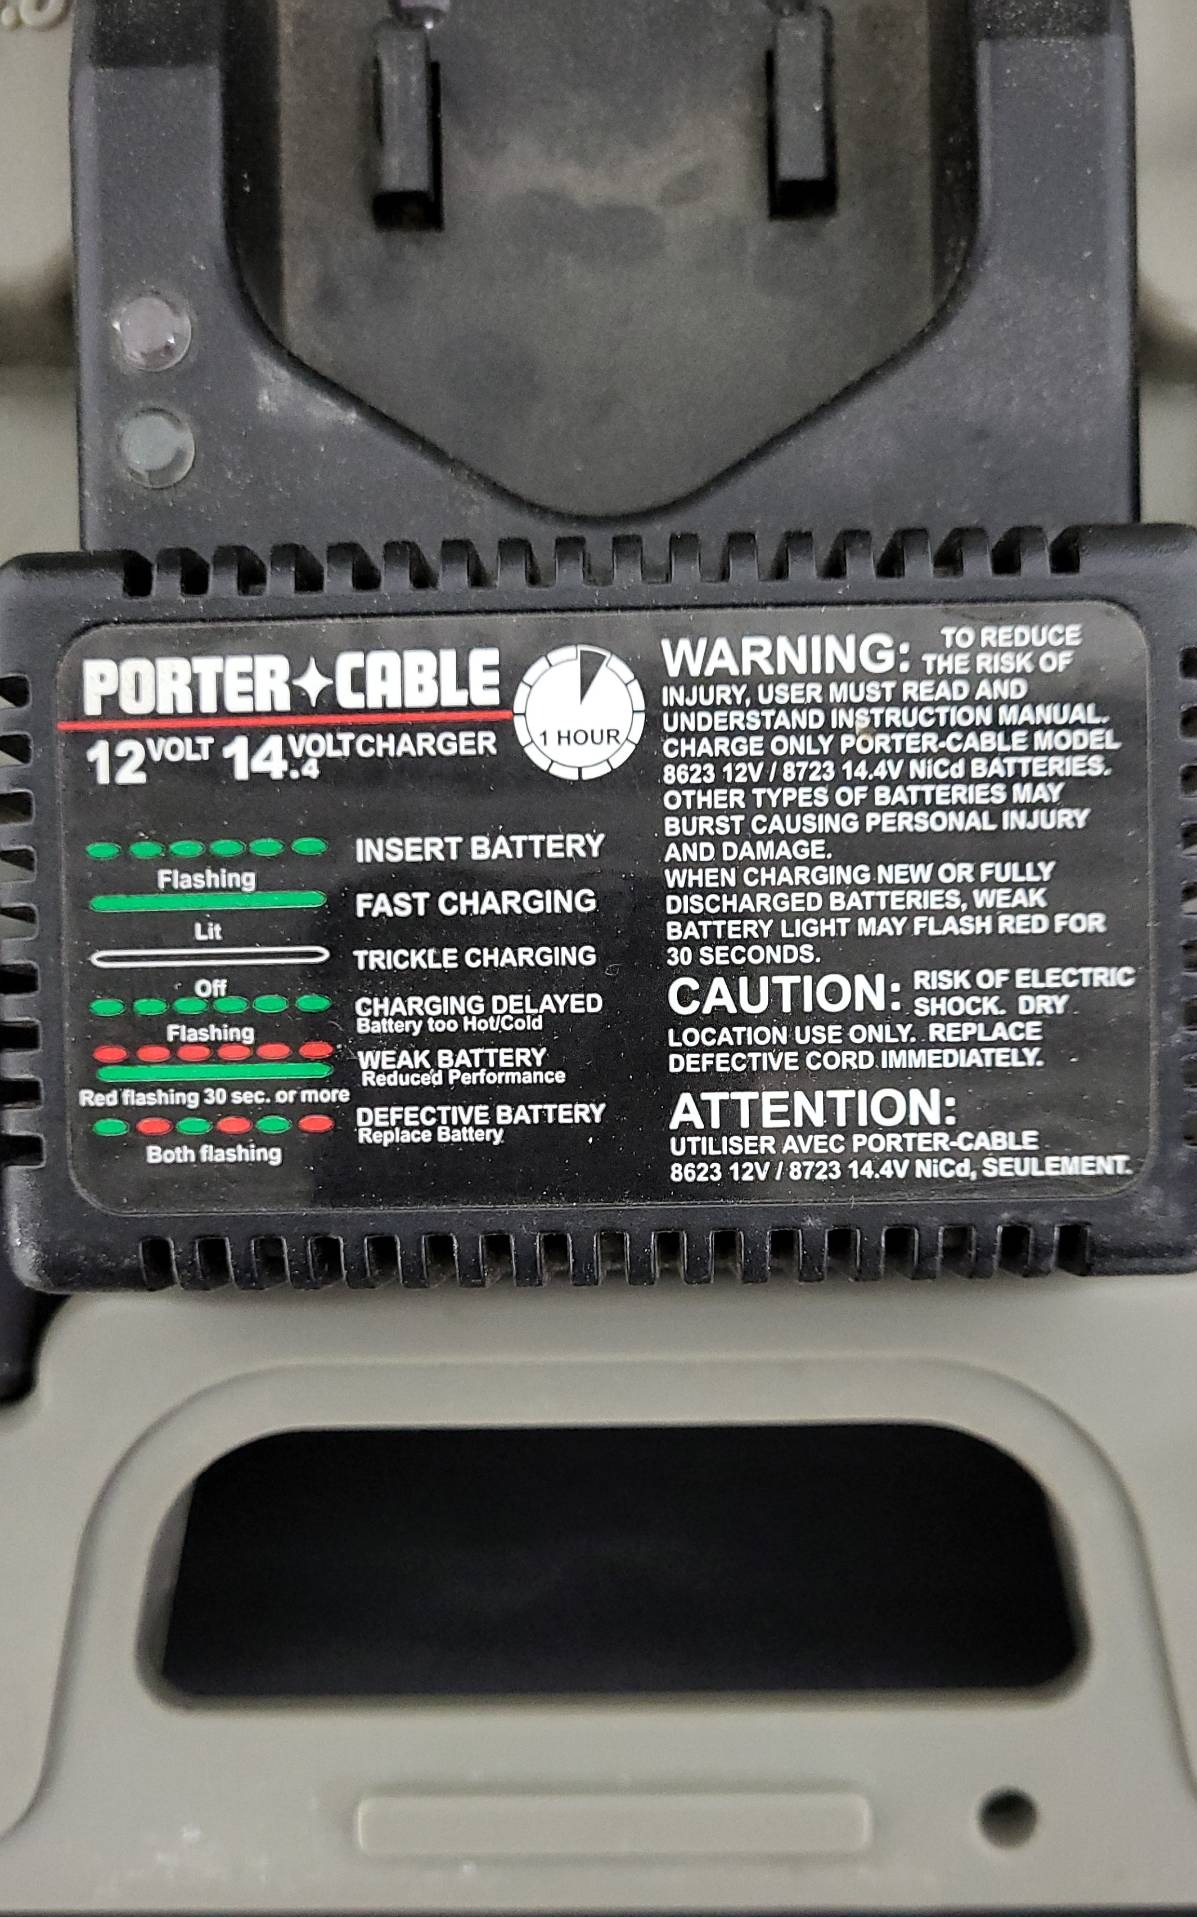 PORTER CABLE
12 VOLT 14.4 VOLT CHARGER
1 HOUR
INSERT BATTERY
Flashing
FAST CHARGING
Lit
TRICKLE CHARGING
Off
CHARGING DELAYED
Battery too Hot/Cold
Flashing
WEAK BATTERY
Reduced Performance
Red flashing 30 sec. or more
DEFECTIVE BATTERY
Replace Battery
Both flashing
WARNING: TO REDUCE
THE RISK OF
INJURY, USER MUST READ AND
UNDERSTAND INSTRUCTION MANUAL.
CHARGE ONLY PORTER-CABLE MODEL
8623 12V / 8723 14.4V NiCd BATTERIES.
OTHER TYPES OF BATTERIES MAY
BURST CAUSING PERSONAL INJURY
AND DAMAGE.
WHEN CHARGING NEW OR FULLY
DISCHARGED BATTERIES, WEAK
BATTERY LIGHT MAY FLASH RED FOR
30 SECONDS.
CAUTION: RISK OF ELECTRIC
SHOCK. DRY
LOCATION USE ONLY. REPLACE
DEFECTIVE CORD IMMEDIATELY.
ATTENTION:
UTILISER AVEC PORTER-CABLE
8623 12V / 8723 14.4V NiCd, SEULEMENT.